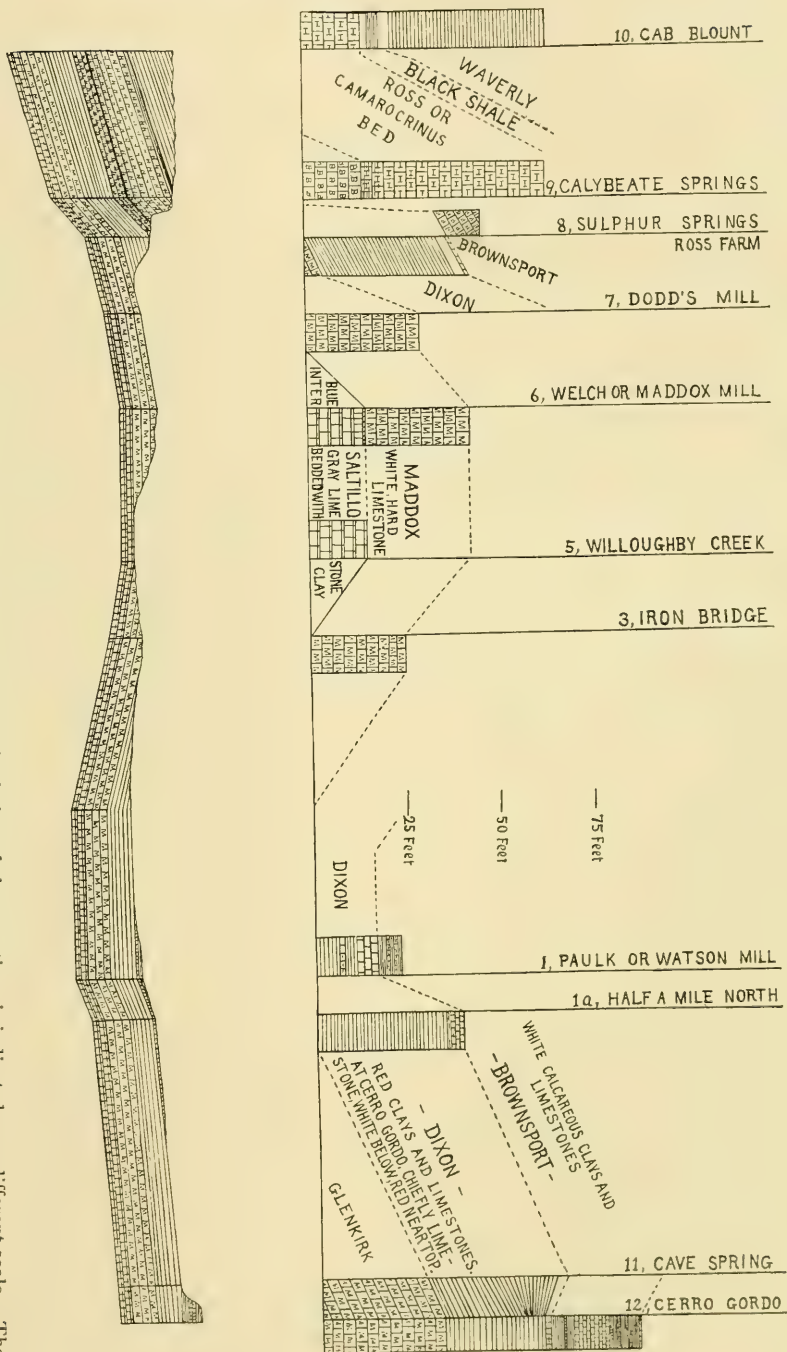 10, CAB BLOUNT
WAVERLY
BLACK SHALE
ROSS OR
CAMAROCRINUS
BED
9, CALYBEATE SPRINGS
8, SULPHUR SPRINGS
ROSS FARM
BROWNSPORT
DIXON
7, DODD'S MILL
BLUE
INTER
6, WELCH OR MADDOX MILL
MADDOX
WHITE, HARD
LIMESTONE
SALTILLO
GRAY LIME
BEDDED WITH
5, WILLOUGHBY CREEK
STONE
CLAY
3, IRON BRIDGE
—25 Feet
—50 Feet
—75 Feet
DIXON
1, PAULK OR WATSON MILL
1a, HALF A MILE NORTH
WHITE CALCAREOUS CLAYS AND
LIMESTONES
-BROWNSPORT-
- DIXON -
RED CLAYS AND LIMESTONES.
AT CERRO GORDO, CHIEFLY LIME-
STONE, WHITE BELOW, RED NEAR TOP.
GLENKIRK
11, CAVE SPRING
12, CERRO GORDO